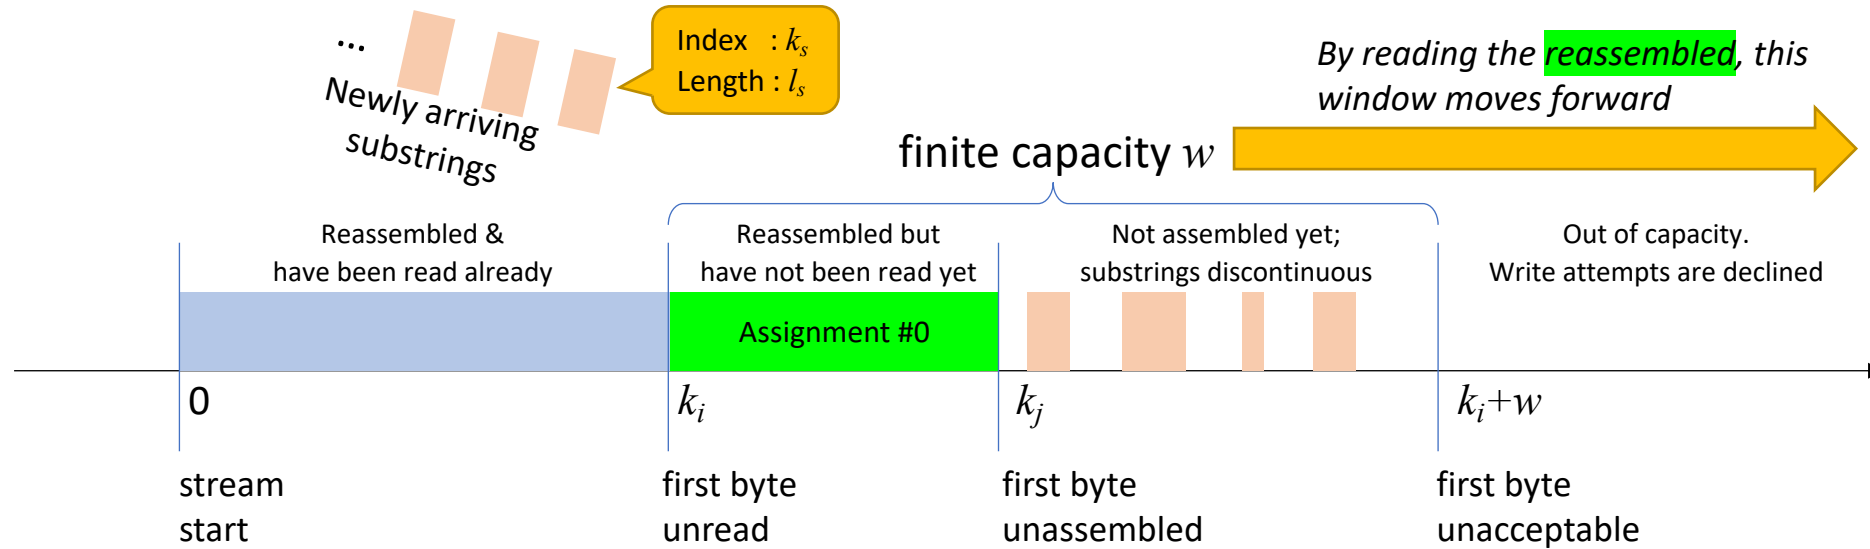 ...
Newly arriving
substrings
Index : kₛ
Length : lₛ
By reading the reassembled, this
window moves forward
finite capacity w
Reassembled &
have been read already
Reassembled but
have not been read yet
Not assembled yet;
substrings discontinuous
Out of capacity.
Write attempts are declined
Assignment #0
0
kᵢ
kⱼ
kᵢ+w
stream
start
first byte
unread
first byte
unassembled
first byte
unacceptable